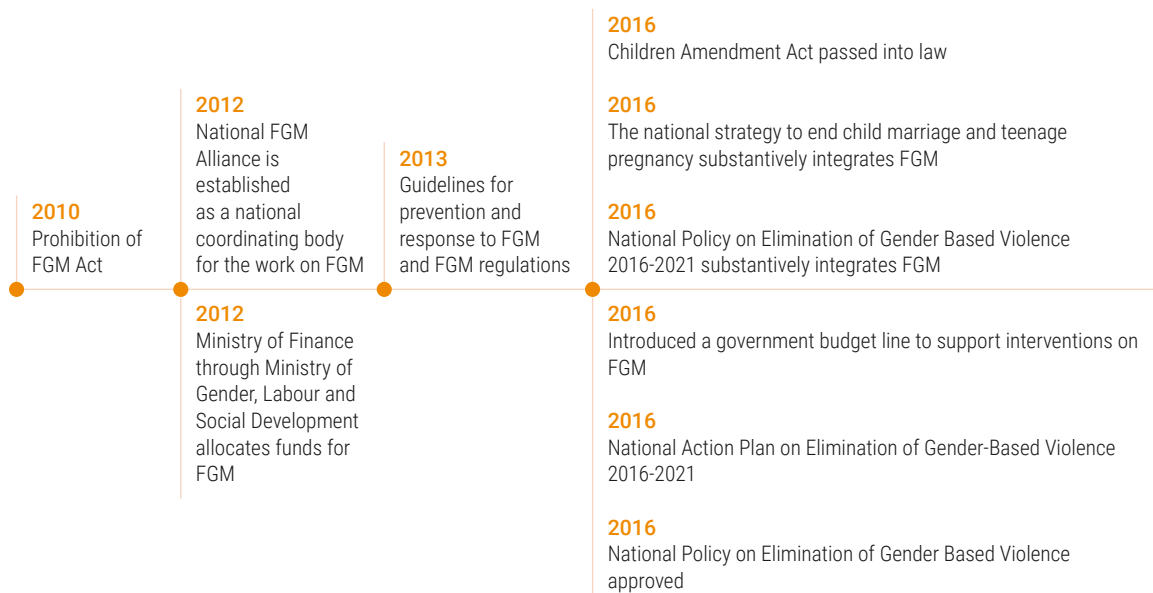 2010
Prohibition of
FGM Act
2012
National FGM
Alliance is
established
as a national
coordinating body
for the work on FGM
2012
Ministry of Finance
through Ministry of
Gender, Labour and
Social Development
allocates funds for
FGM
2013
Guidelines for
prevention and
response to FGM
and FGM regulations
2016
Children Amendment Act passed into law
2016
The national strategy to end child marriage and teenage
pregnancy substantively integrates FGM
2016
National Policy on Elimination of Gender Based Violence
2016-2021 substantively integrates FGM
2016
Introduced a government budget line to support interventions on
FGM
2016
National Action Plan on Elimination of Gender-Based Violence
2016-2021
2016
National Policy on Elimination of Gender Based Violence
approved